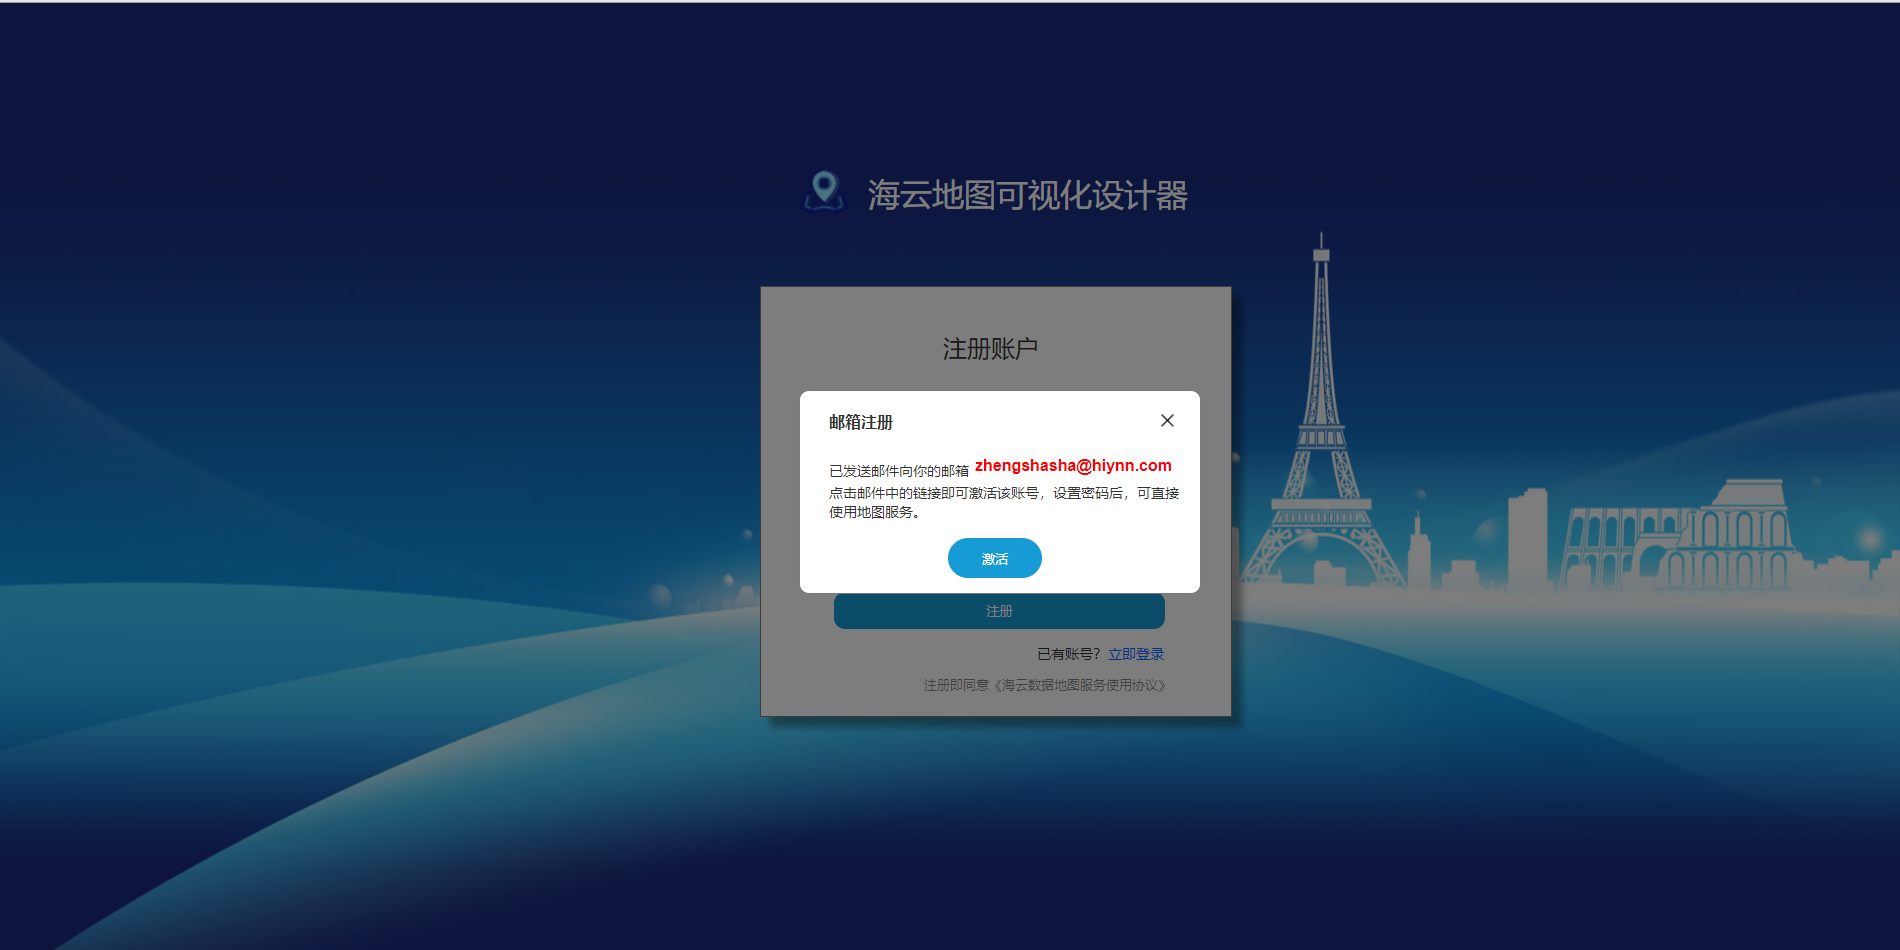 海云地图可视化设计器
注册账户
邮箱注册
已发送邮件向你的邮箱 zhengshasha@hiynn.com
点击邮件中的链接即可激活该账号，设置密码后，可直接
使用地图服务。
激活
注册
已有账号？立即登录
注册即同意《海云数据地图服务使用协议》